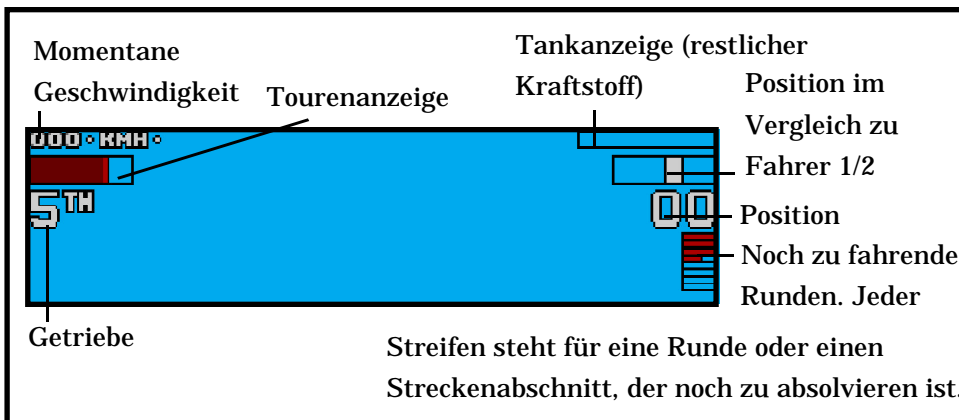 Momentane
Geschwindigkeit
Tourenanzeige
Tankanzeige (restlicher
Kraftstoff)
Position im
Vergleich zu
Fahrer 1/2
000·KMH·
5TH
00
Position
Noch zu fahrende
Runden. Jeder
Getriebe
Streifen steht für eine Runde oder einen
Streckenabschnitt, der noch zu absolvieren ist.